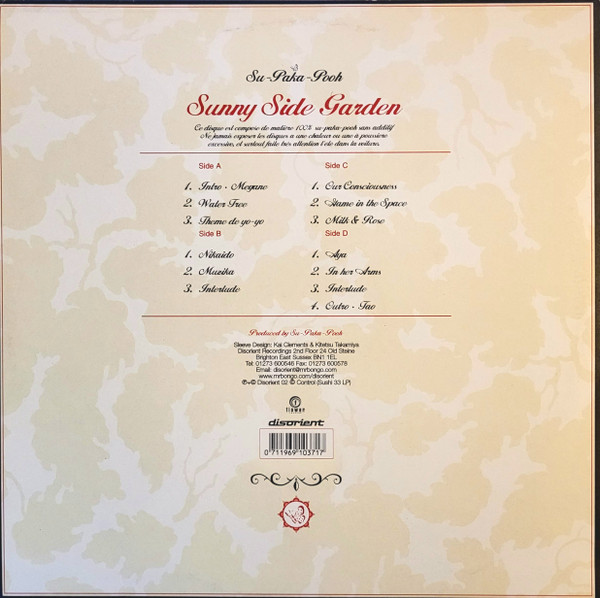 Su-Paka-Pooh
Sunny Side Garden
Ce disque est compose de matière 100% su-paka-pooh sans additif
Ne jamais exposer les disques a une chaleur ou une à poussière
excessive, et surtout faite très attention l'ete dans la voiture.
Side A
1. Intro - Megane
2. Water Tree
3. Theme de yo-yo
Side B
1. Nikaido
2. Muzika
3. Interlude
Side C
1. Our Consciousness
2. Hume in the Space
3. Milk & Rose
Side D
1. Aya
2. In her Arms
3. Interlude
4. Outro - Tao
Produced by Su-Paka-Pooh
Sleeve Design: Kai Clements & Kitetsu Takamiya
Disorient Recordings 2nd Floor 24 Old Steine
Brighton East Sussex BN1 1EL
Tel: 01273 600546 Fax: 01273 600578
Email: disorient@mrbongo.com
www.mrbongo.com/disorient
℗+© Disorient 02 © Control (Sushi 33 LP)
flower
disorient
0 711969 103717